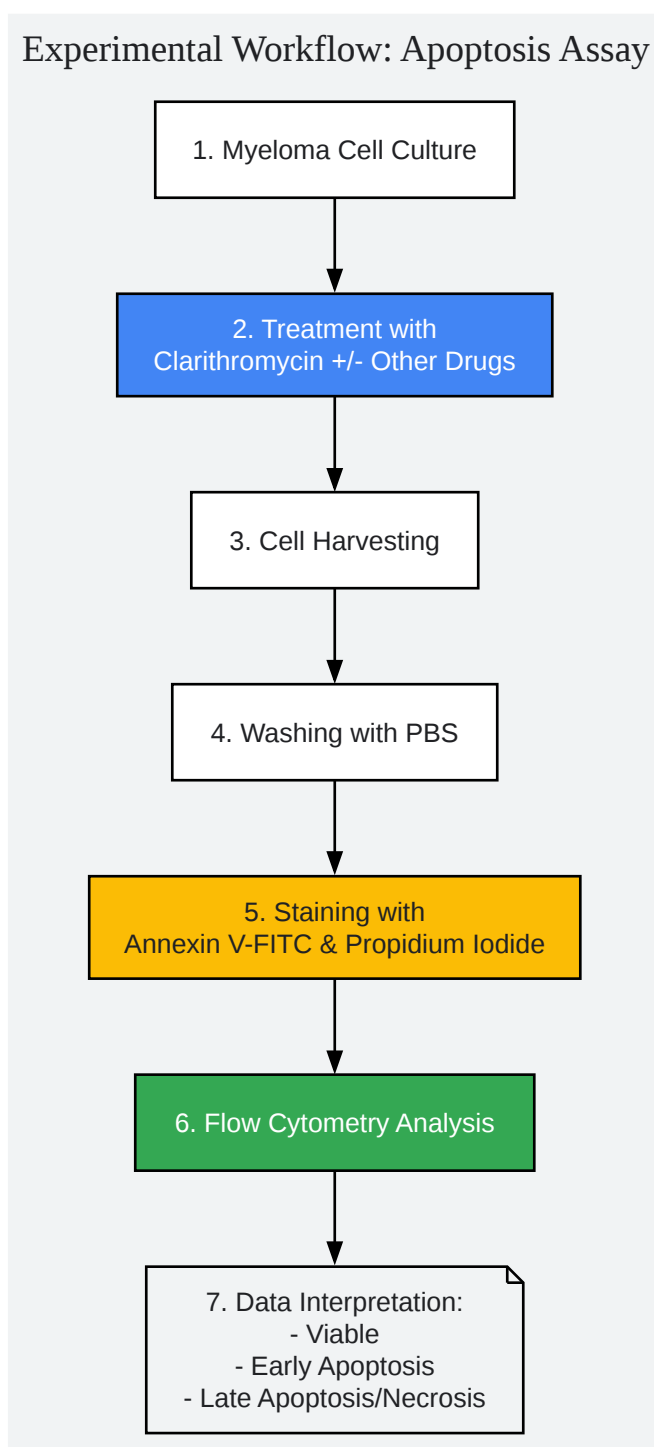 Experimental Workflow: Apoptosis Assay
1. Myeloma Cell Culture
2. Treatment with
Clarithromycin +/- Other Drugs
3. Cell Harvesting
4. Washing with PBS
5. Staining with
Annexin V-FITC & Propidium Iodide
6. Flow Cytometry Analysis
7. Data Interpretation:
- Viable
- Early Apoptosis
- Late Apoptosis/Necrosis